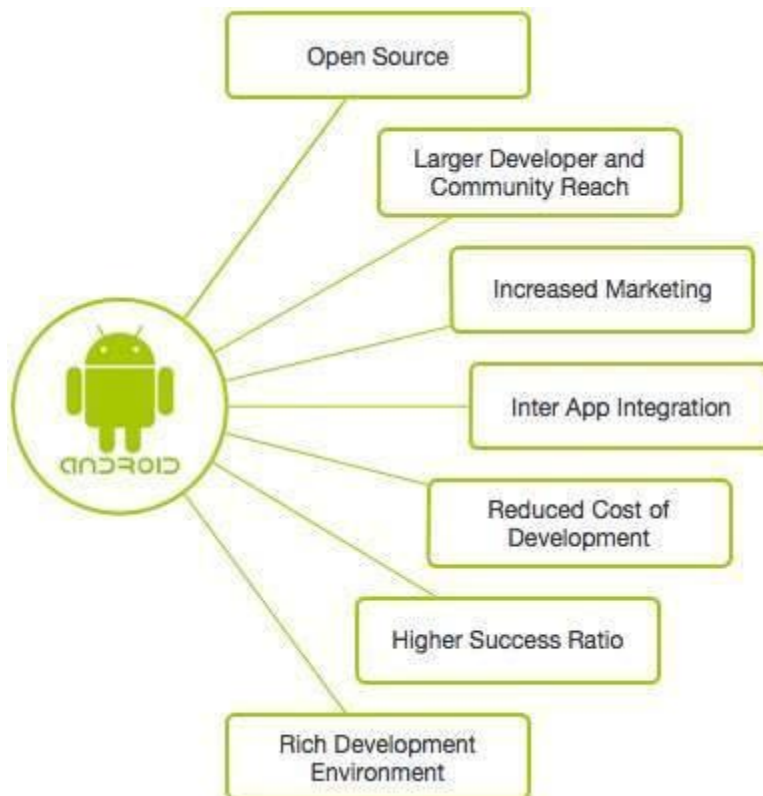 Open Source
Larger Developer and
Community Reach
Increased Marketing
Inter App Integration
ANDROID
Reduced Cost of
Development
Higher Success Ratio
Rich Development
Environment